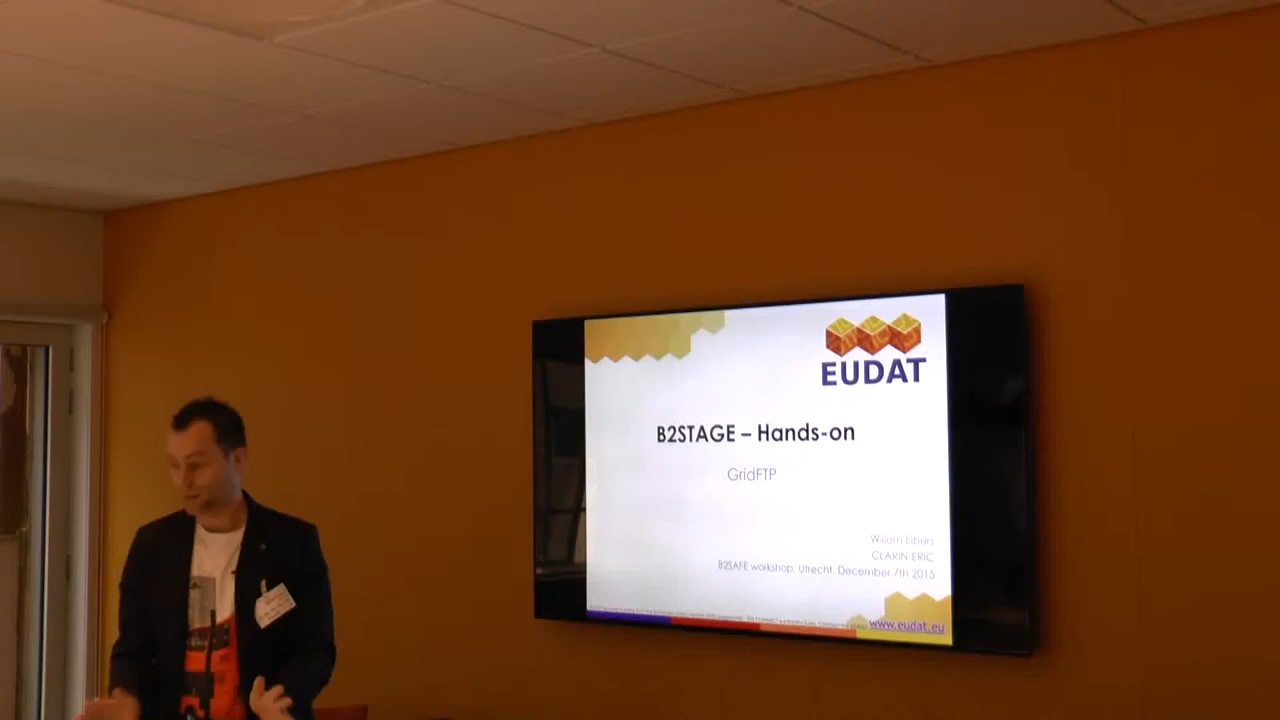 EUDAT
B2STAGE – Hands-on
GridFTP
Willem Elbers
CLARIN-ERIC
B2SAFE workshop, Utrecht, December 7th 2015
www.eudat.eu